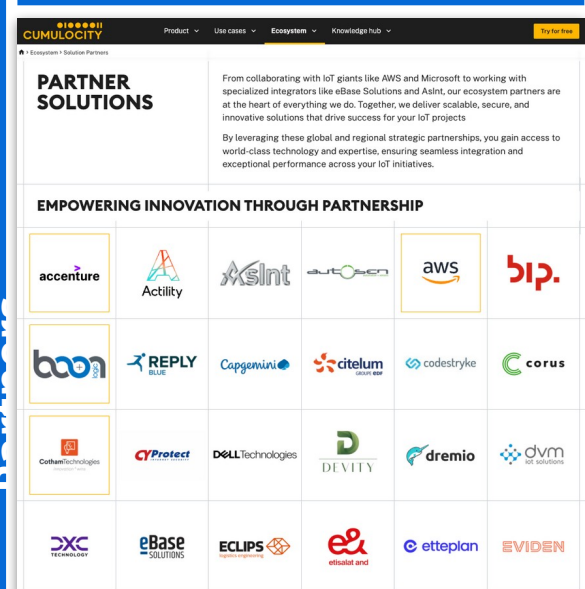 CUMULOCITY
Product
Use cases
Ecosystem
Knowledge hub
Try for free
> Ecosystem > Solution Partners
PARTNER
SOLUTIONS
From collaborating with IoT giants like AWS and Microsoft to working with
specialized integrators like eBase Solutions and AsInt, our ecosystem partners are
at the heart of everything we do. Together, we deliver scalable, secure, and
innovative solutions that drive success for your IoT projects
By leveraging these global and regional strategic partnerships, you gain access to
world-class technology and expertise, ensuring seamless integration and
exceptional performance across your IoT initiatives.
EMPOWERING INNOVATION THROUGH PARTNERSHIP
accenture
Actility
AsInt
autosen
aws
bip.
boon
logic
REPLY
BLUE
Capgemini
citelum
GROUPE EDF
codestryke
corus
CothamTechnologies
CYProtect
DELLTechnologies
DEVITY
dremio
dvm
iot solutions
DXC
TECHNOLOGY
eBase
SOLUTIONS
ECLIPS
logistics engineering
e&
etisalat and
etteplan
EVIDEN